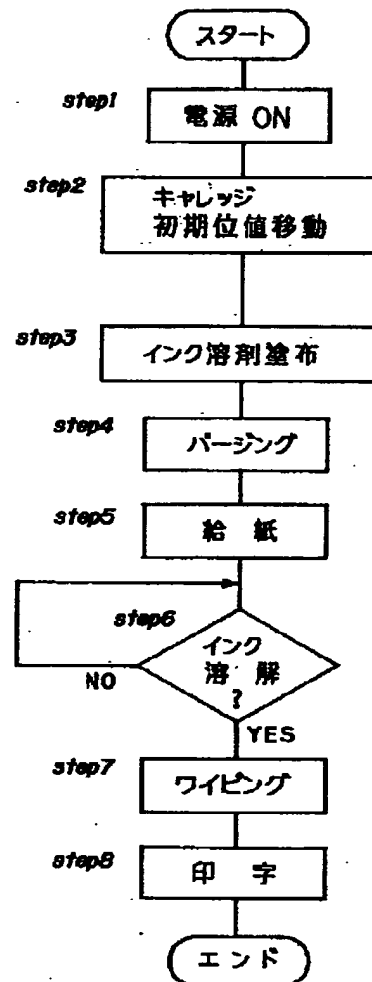 スタート
step1
電源 ON
step2
キャレッジ
初期位値移動
step3
インク溶剤塗布
step4
パージング
step5
給紙
step6
インク
溶解
?
NO
YES
step7
ワイピング
step8
印字
エンド